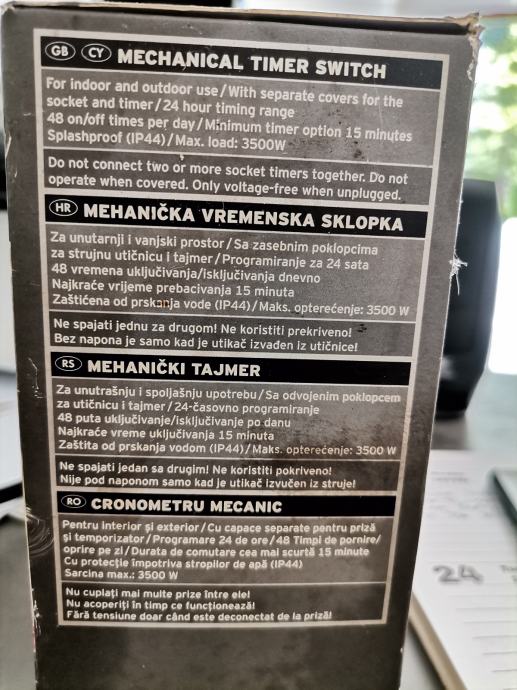 GB CY MECHANICAL TIMER SWITCH
For indoor and outdoor use/With separate covers for the
socket and timer/24 hour timing range
48 on/off times per day/Minimum timer option 15 minutes
Splashproof (IP44)/Max. load: 3500W
Do not connect two or more socket timers together. Do not
operate when covered. Only voltage-free when unplugged.
HR MEHANIČKA VREMENSKA SKLOPKA
Za unutarnji i vanjski prostor/Sa zasebnim poklopcima
za strujnu utičnicu i tajmer/Programiranje za 24 sata
48 vremena uključivanja/isključivanja dnevno
Najkraće vrijeme prebacivanja 15 minuta
Zaštićena od prskanja vode (IP44)/Maks. opterećenje: 3500 W
Ne spajati jednu za drugom! Ne koristiti prekriveno!
Bez napona je samo kad je utikač izvađen iz utičnice!
RS MEHANIČKI TAJMER
Za unutrašnju i spoljašnju upotrebu/Sa odvojenim poklopcem
za utičnicu i tajmer/24-časovno programiranje
48 puta uključivanje/isključivanje po danu
Najkraće vreme uključivanja 15 minuta
Zaštita od prskanja vodom (IP44)/Maks. opterećenje: 3500 W
Ne spajati jedan sa drugim! Ne koristiti pokriveno!
Nije pod naponom samo kad je utikač izvučen iz struje!
RO CRONOMETRU MECANIC
Pentru interior și exterior/Cu capace separate pentru priză
și temporizator/Programare 24 de ore/48 Timpi de pornire/
oprire pe zi/Durata de comutare cea mai scurtă 15 minute
Cu protecție împotriva stropilor de apă (IP44)
Sarcina max.: 3500 W
Nu cuplați mai multe prize între ele!
Nu acoperiți în timp ce funcționează!
Fără tensiune doar când este deconectat de la priză!
24